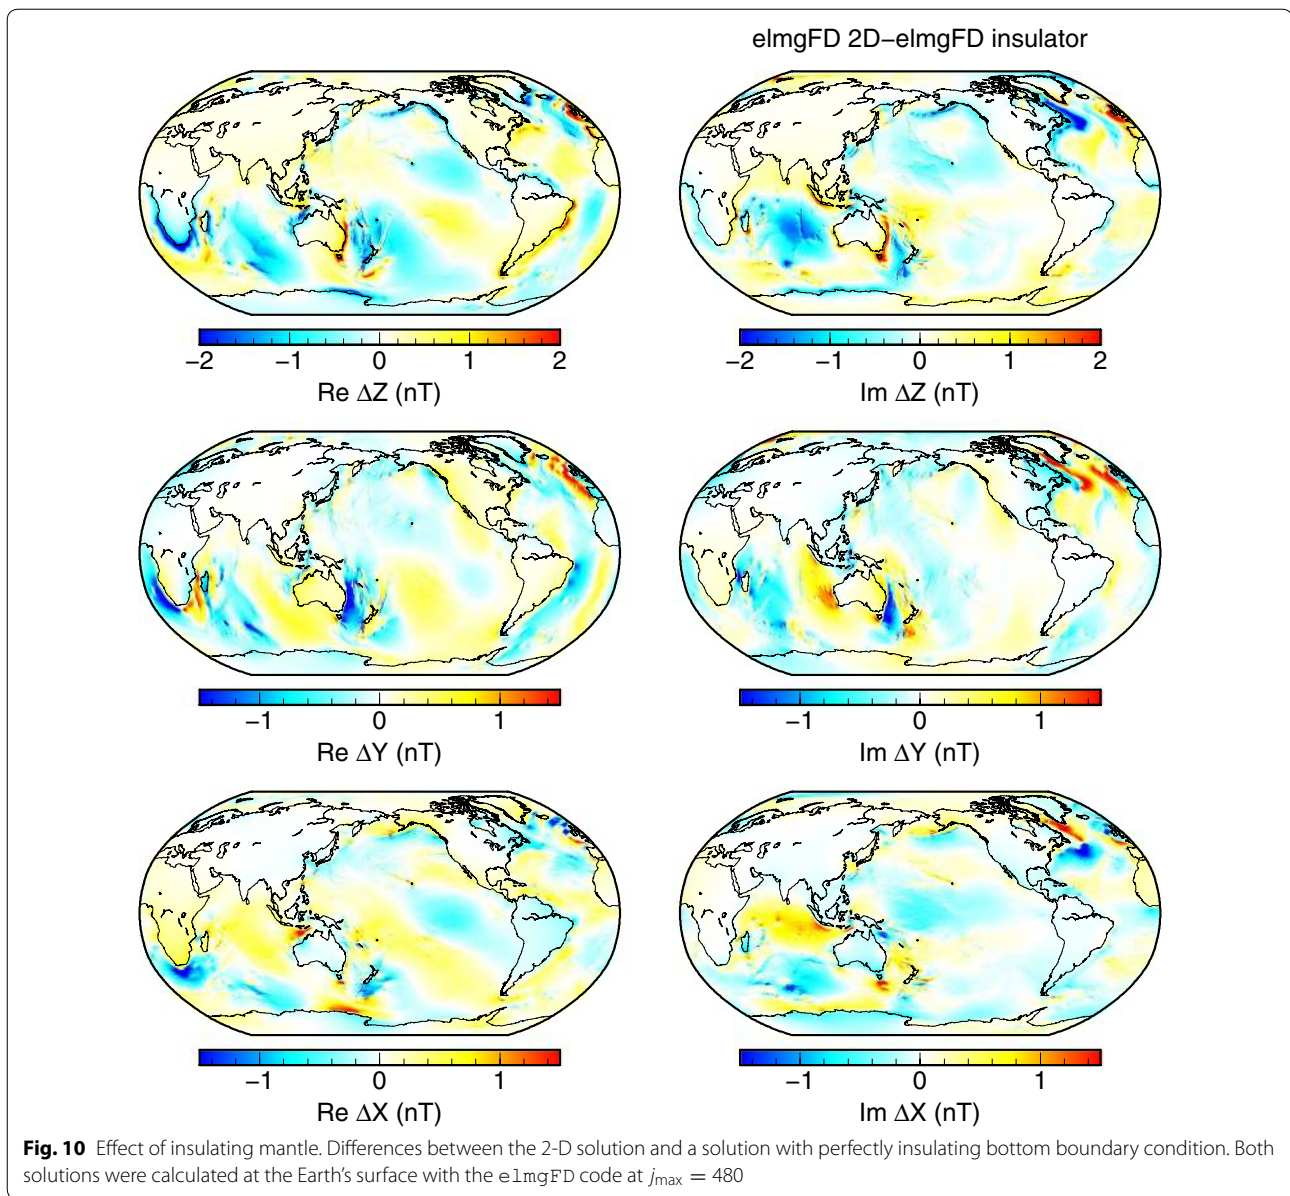 elmgFD 2D−elmgFD insulator
−2 −1 0 1 2
Re ΔZ (nT)
−2 −1 0 1 2
Im ΔZ (nT)
−1 0 1
Re ΔY (nT)
−1 0 1
Im ΔY (nT)
−1 0 1
Re ΔX (nT)
−1 0 1
Im ΔX (nT)
Fig. 10 Effect of insulating mantle. Differences between the 2-D solution and a solution with perfectly insulating bottom boundary condition. Both
solutions were calculated at the Earth's surface with the elmgFD code at jmax = 480